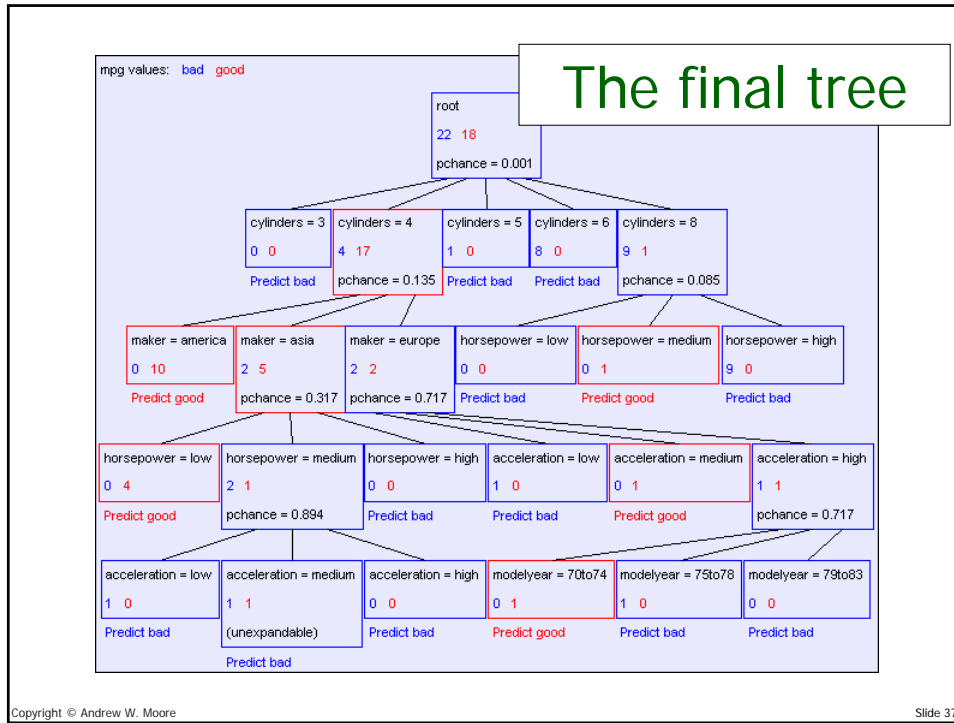 The final tree
mpg values: bad good
root
22 18
pchance = 0.001
cylinders = 3
0 0
Predict bad
cylinders = 4
4 17
pchance = 0.135
cylinders = 5
1 0
Predict bad
cylinders = 6
8 0
Predict bad
cylinders = 8
9 1
pchance = 0.085
maker = america
0 10
Predict good
maker = asia
2 5
pchance = 0.317
maker = europe
2 2
pchance = 0.717
horsepower = low
0 0
Predict bad
horsepower = medium
0 1
Predict good
horsepower = high
9 0
Predict bad
horsepower = low
0 4
Predict good
horsepower = medium
2 1
pchance = 0.894
horsepower = high
0 0
Predict bad
acceleration = low
1 0
Predict bad
acceleration = medium
0 1
Predict good
acceleration = high
1 1
pchance = 0.717
acceleration = low
1 0
Predict bad
acceleration = medium
1 1
(unexpandable)
Predict bad
acceleration = high
0 0
Predict bad
modelyear = 70to74
0 1
Predict good
modelyear = 75to78
1 0
Predict bad
modelyear = 79to83
0 0
Predict bad
Copyright © Andrew W. Moore
Slide 37